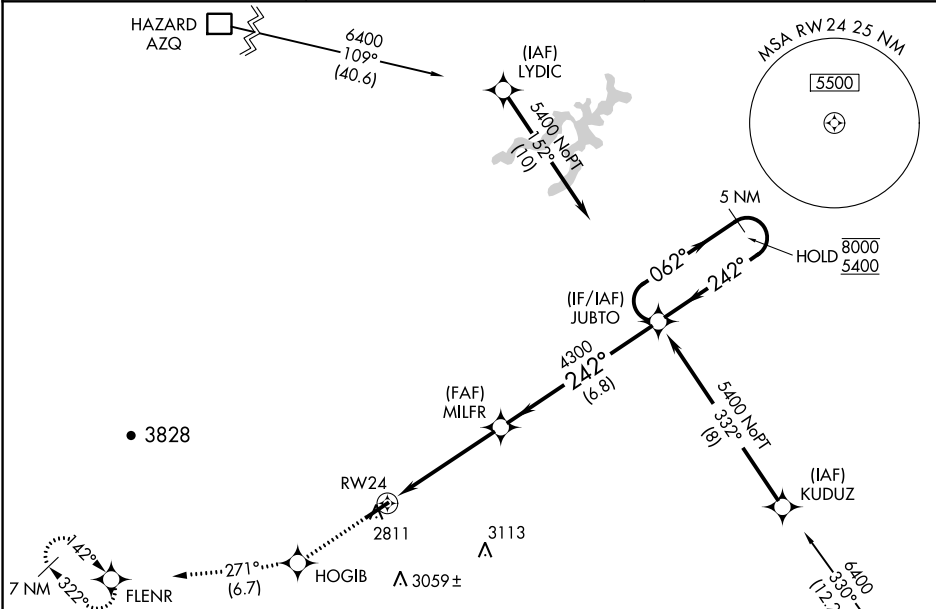 HAZARD
AZQ
6400
109°
(40.6)
(IAF)
LYDIC
5400 NoPT
152°
(10)
MSA RW24 25 NM
5500
5 NM
HOLD 8000
5400
062°
242°
(IF/IAF)
JUBTO
4300
242°
(6.8)
(FAF)
MILFR
5400 NoPT
332°
(8)
3828
(IAF)
KUDUZ
RW24
2811
3113
6400
330°
142°
322°
7 NM
FLENR
271°
(6.7)
HOGIB
3059±